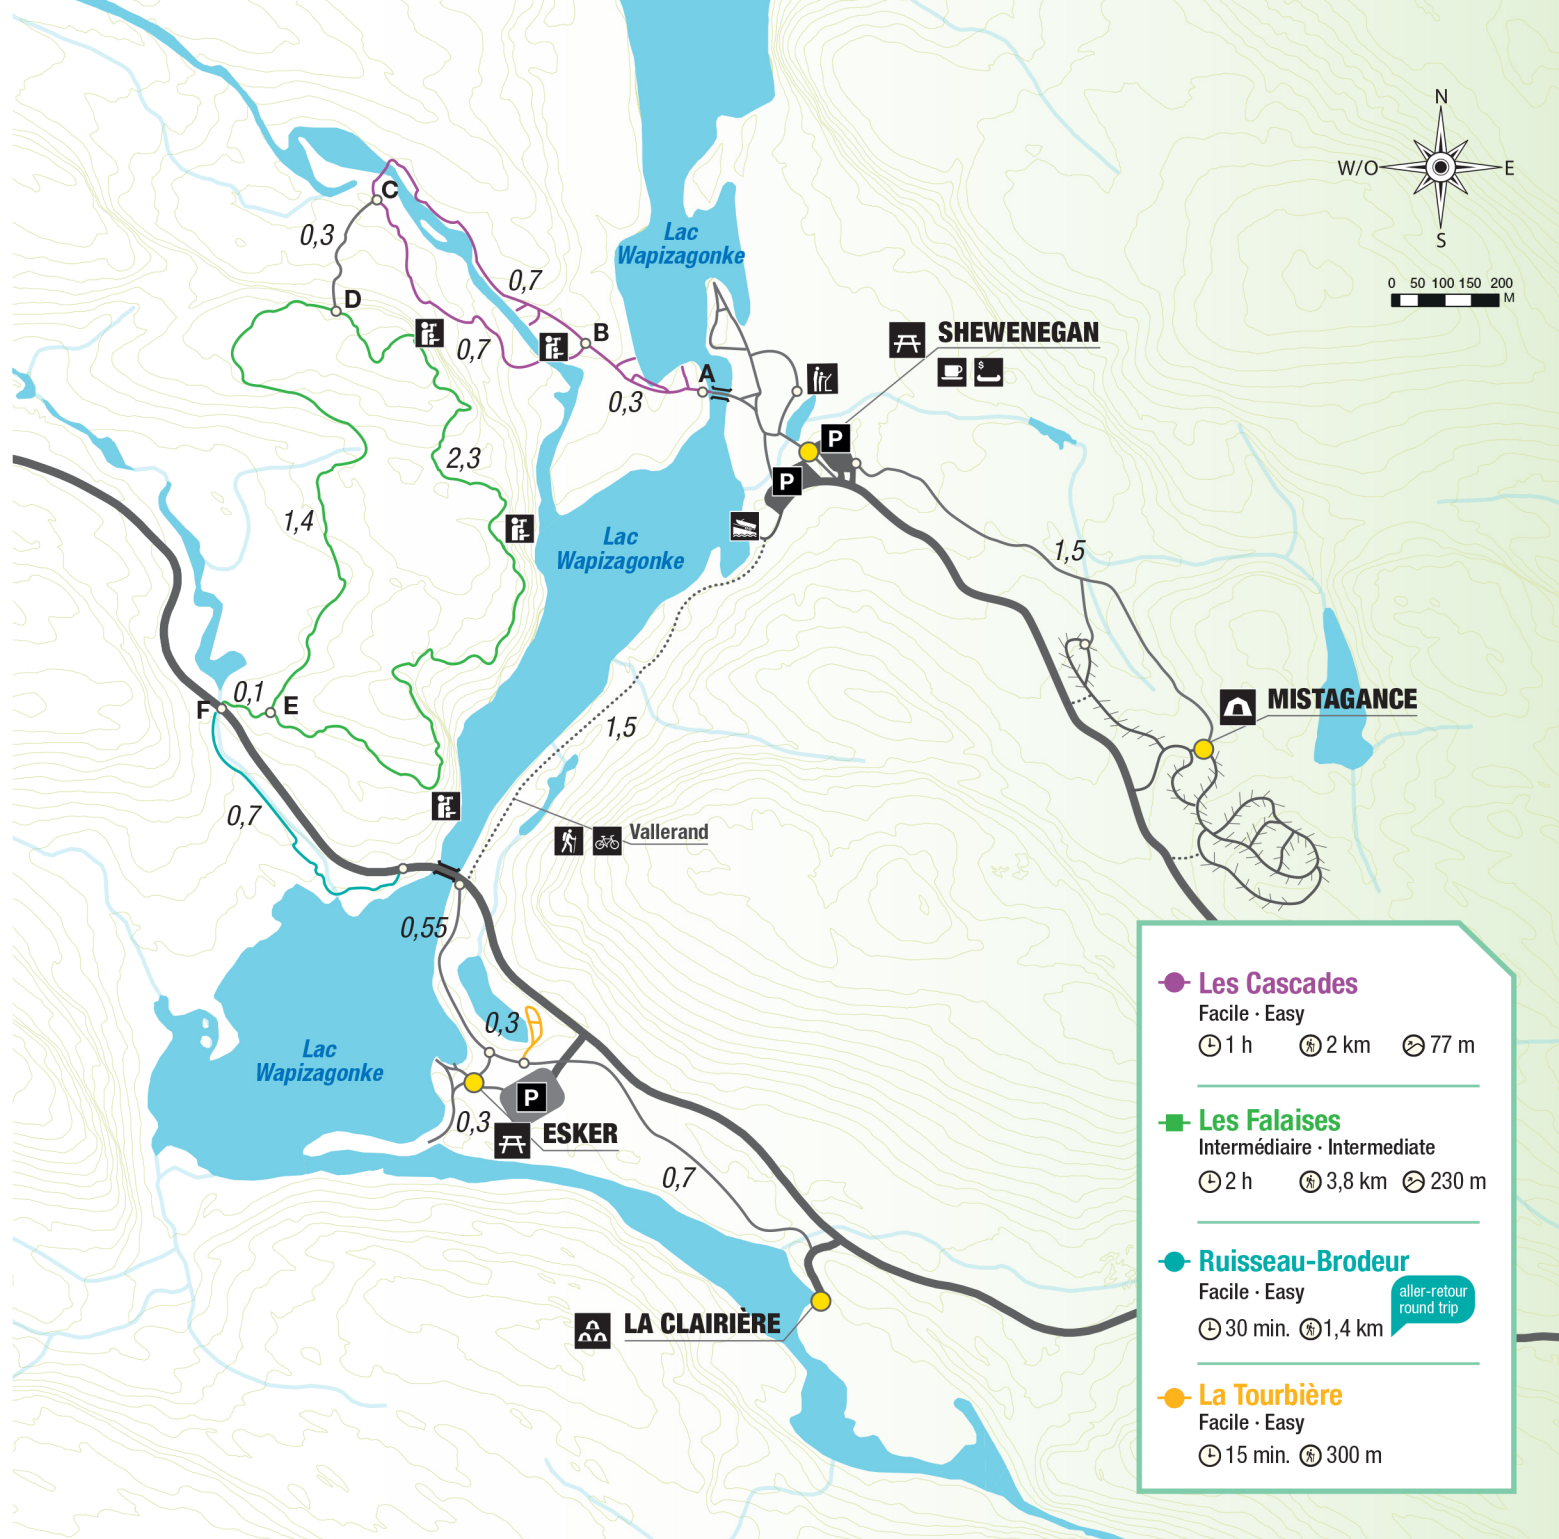 N
W/O
E
S
0 50 100 150 200
M
C
0,3
D
0,7
B
0,7
A
0,3
Lac
Wapizagonke
SHEWENEGAN
$
P
P
2,3
1,4
Lac
Wapizagonke
1,5
0,1
E
F
1,5
MISTAGANCE
0,7
Vallerand
0,55
0,3
Lac
Wapizagonke
P
0,3
ESKER
0,7
LA CLAIRIÈRE
Les Cascades
Facile · Easy
1 h 2 km 77 m
Les Falaises
Intermédiaire · Intermediate
2 h 3,8 km 230 m
Ruisseau-Brodeur
Facile · Easy
aller-retour
round trip
30 min. 1,4 km
La Tourbière
Facile · Easy
15 min. 300 m